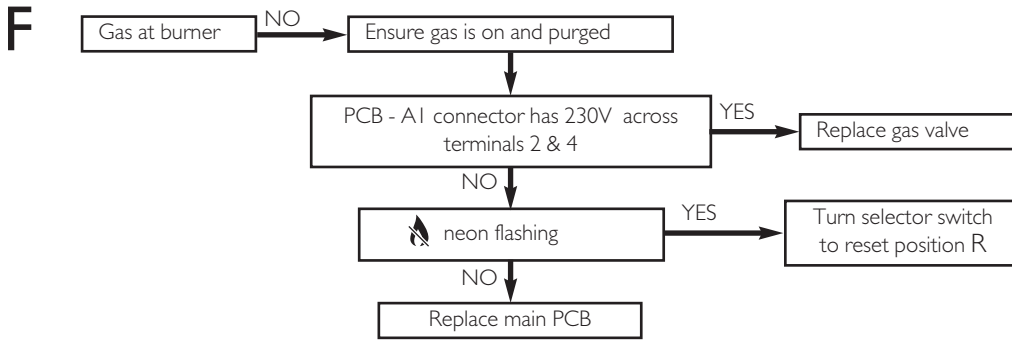 F
Gas at burner
NO
Ensure gas is on and purged
PCB - A1 connector has 230V across
terminals 2 & 4
YES
Replace gas valve
NO
neon flashing
YES
Turn selector switch
to reset position R
NO
Replace main PCB